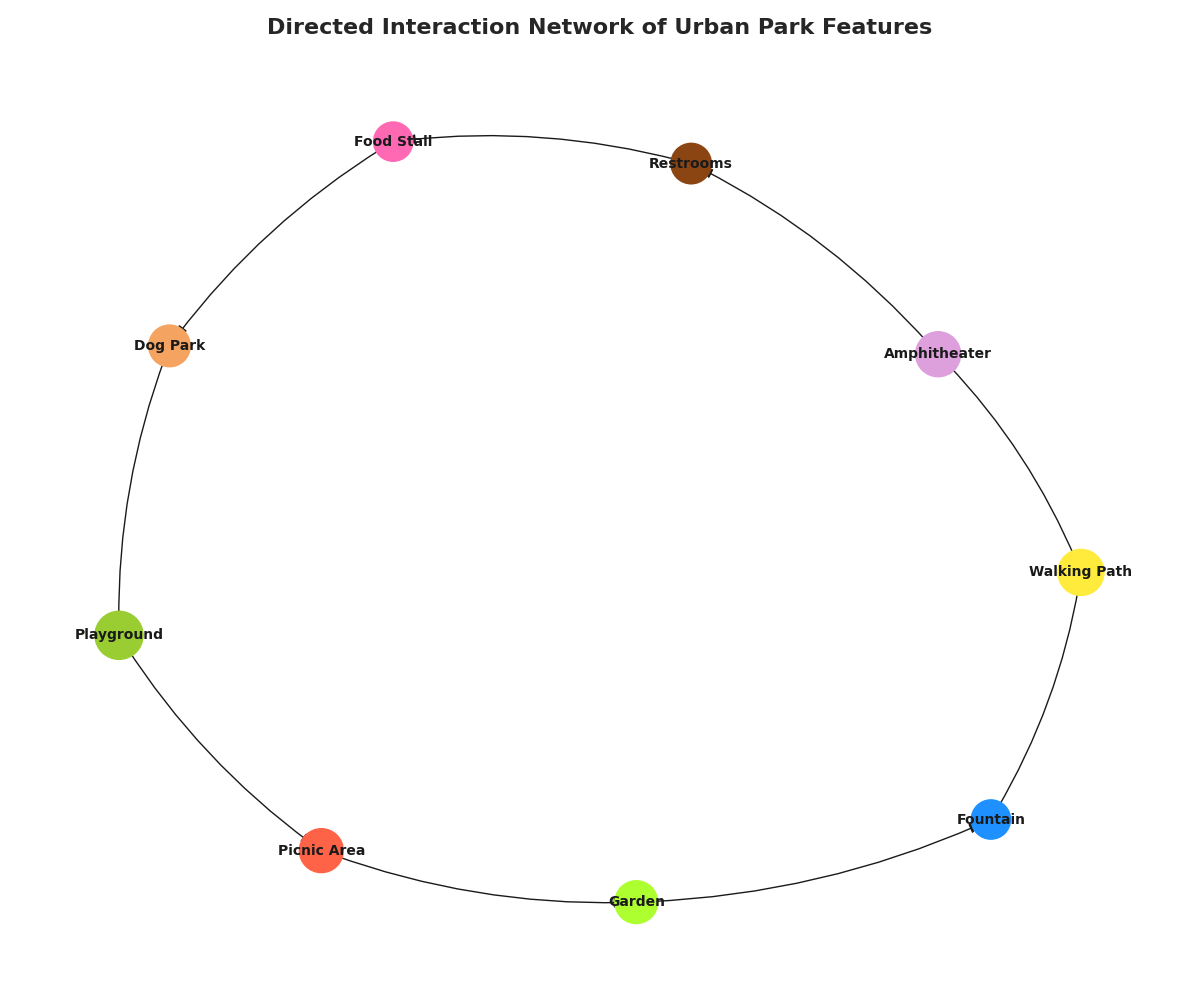 Directed Interaction Network of Urban Park Features
Food Stall
Restrooms
Dog Park
Amphitheater
Walking Path
Playground
Fountain
Picnic Area
Garden